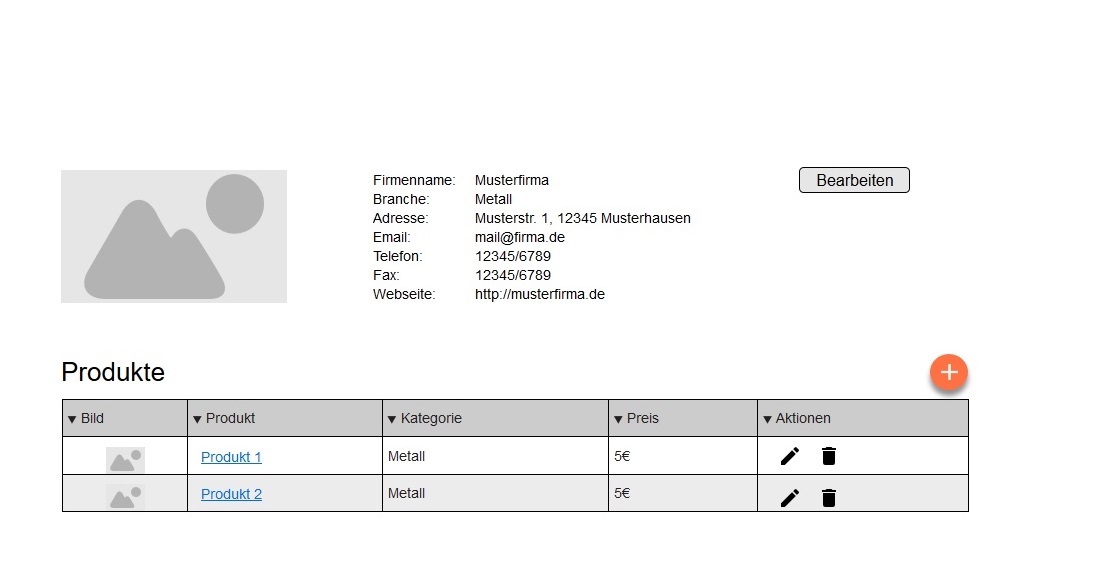 Firmenname: Musterfirma Bearbeiten
Branche: Metall
Adresse: Musterstr. 1, 12345 Musterhausen
Email: mail@firma.de
Telefon: 12345/6789
Fax: 12345/6789
Webseite: http://musterfirma.de
Produkte
Bild Produkt Kategorie Preis Aktionen
Produkt 1 Metall 5€
Produkt 2 Metall 5€